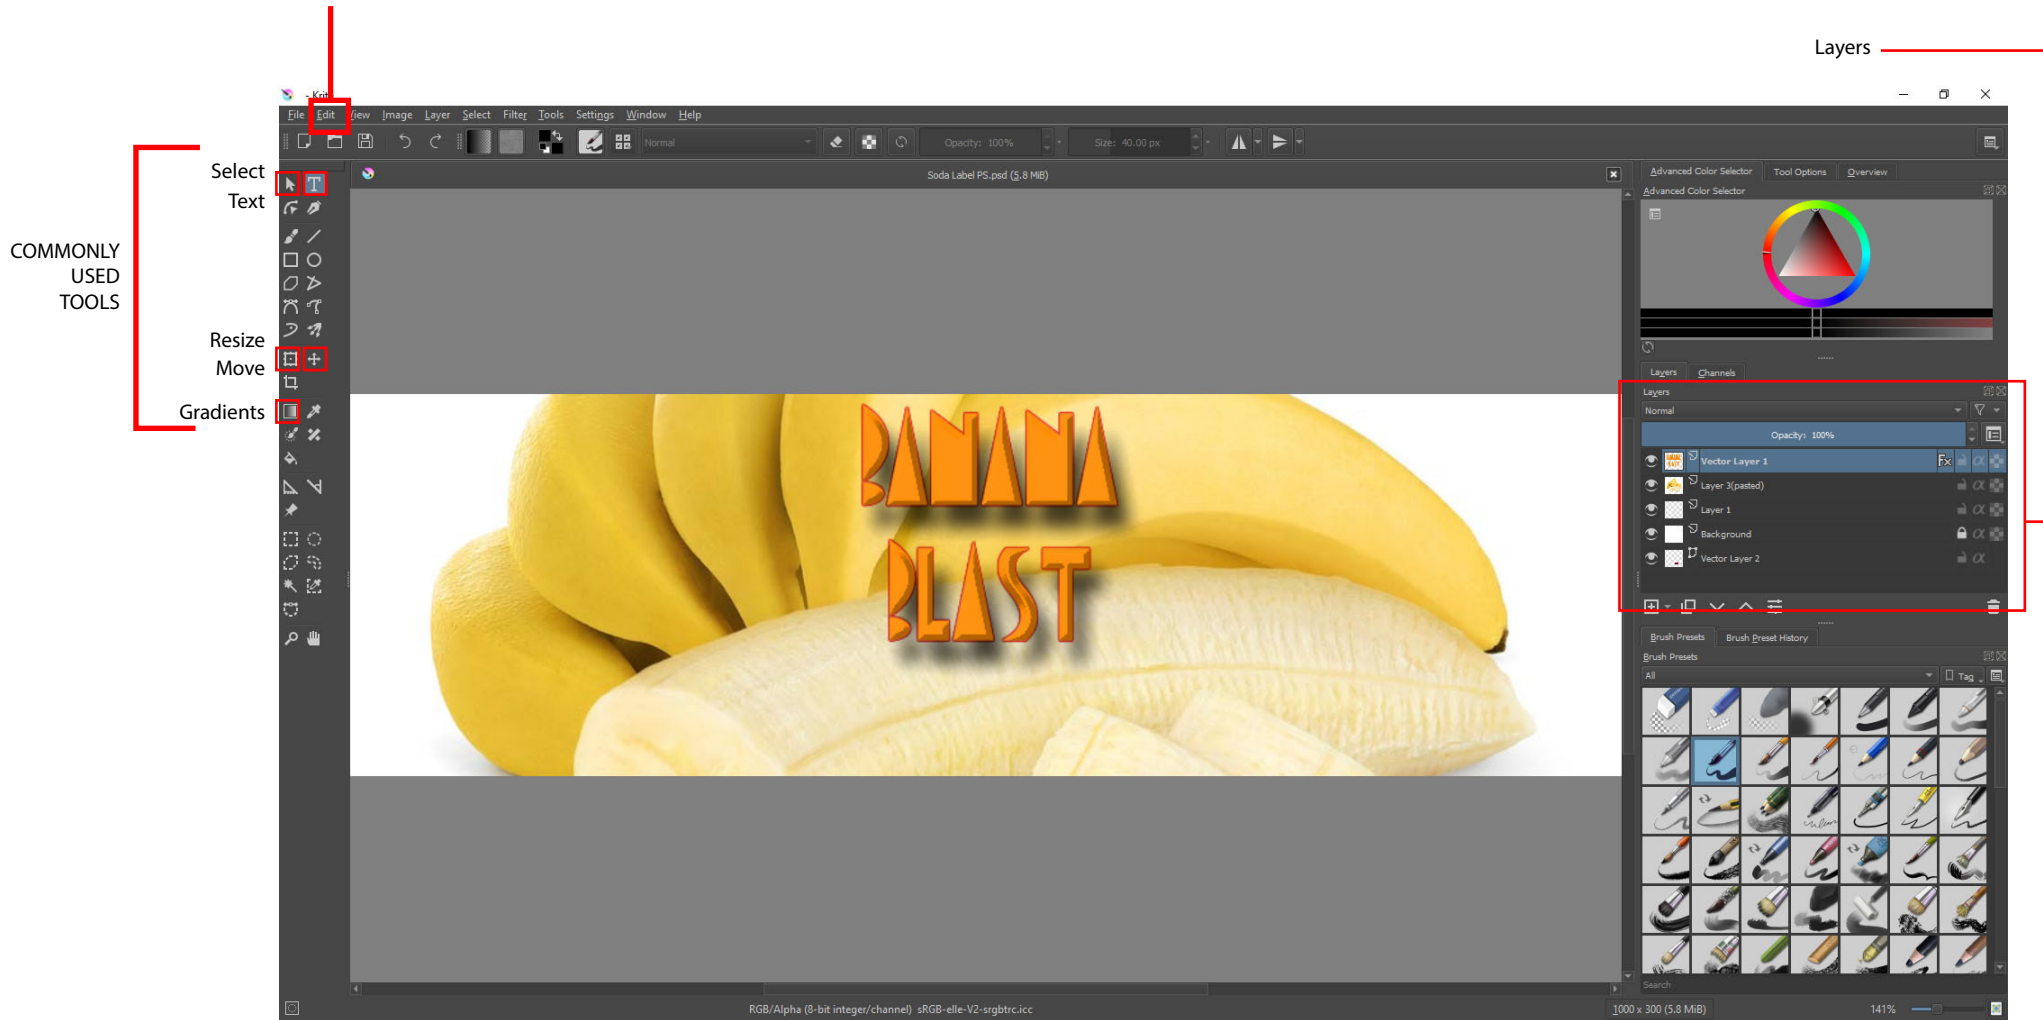 Layers
- Krit
File Edit View Image Layer Select Filter Tools Settings Window Help
Normal
Opacity: 100%
Size: 40.00 px
Select
Text
COMMONLY
USED
TOOLS
Resize
Move
Gradients
Soda Label PS.psd (5.8 MiB)
BANANA
BLAST
Advanced Color Selector Tool Options Overview
Advanced Color Selector
Layers Channels
Layers
Normal
Opacity: 100%
Vector Layer 1
Layer 3(pasted)
Layer 1
Background
Vector Layer 2
Brush Presets Brush Preset History
Brush Presets
All Tag
Search
RGB/Alpha (8-bit integer/channel) sRGB-elle-V2-srgbtrc.icc
1000 x 300 (5.8 MiB)
141%